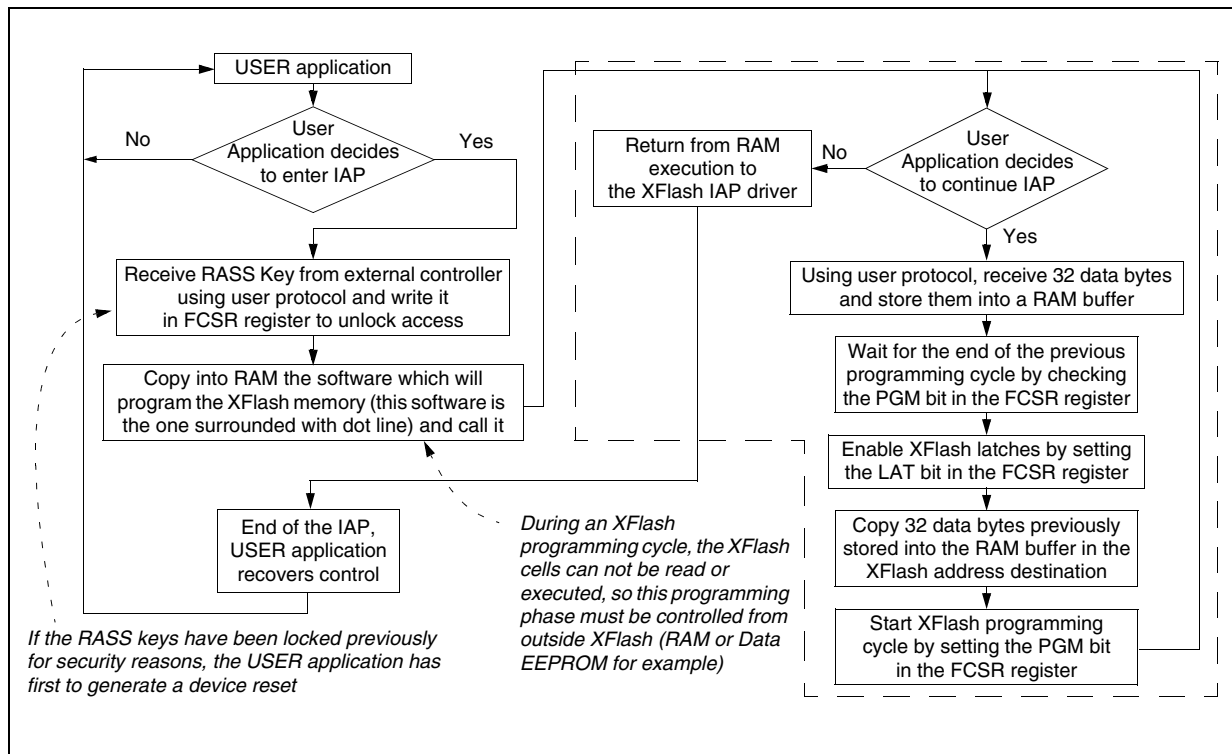 USER application
No
User
Application decides
to enter IAP
Yes
Receive RASS Key from external controller
using user protocol and write it
in FCSR register to unlock access
Copy into RAM the software which will
program the XFlash memory (this software is
the one surrounded with dot line) and call it
End of the IAP,
USER application
recovers control
If the RASS keys have been locked previously
for security reasons, the USER application has
first to generate a device reset
During an XFlash
programming cycle, the XFlash
cells can not be read or
executed, so this programming
phase must be controlled from
outside XFlash (RAM or Data
EEPROM for example)
Return from RAM
execution to
the XFlash IAP driver
No
User
Application decides
to continue IAP
Yes
Using user protocol, receive 32 data bytes
and store them into a RAM buffer
Wait for the end of the previous
programming cycle by checking
the PGM bit in the FCSR register
Enable XFlash latches by setting
the LAT bit in the FCSR register
Copy 32 data bytes previously
stored into the RAM buffer in the
XFlash address destination
Start XFlash programming
cycle by setting the PGM bit
in the FCSR register